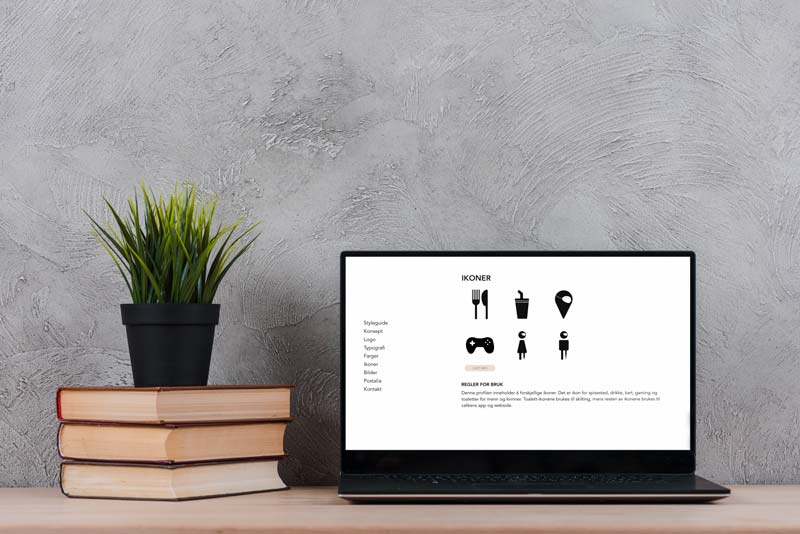 IKONER
Styleguide
Konsept
Logo
Typografi
Farger
Ikoner
Bilder
Postalia
Kontakt
REGLER FOR BRUK
Denne profilen inneholder 6 forskjellige ikoner. Det er ikon for spisested, drikke, kart, gaming og
toaletter for menn og kvinner. Toalett-ikonene brukes til skilting, mens resten av ikonene brukes til
cafèens app og webside.